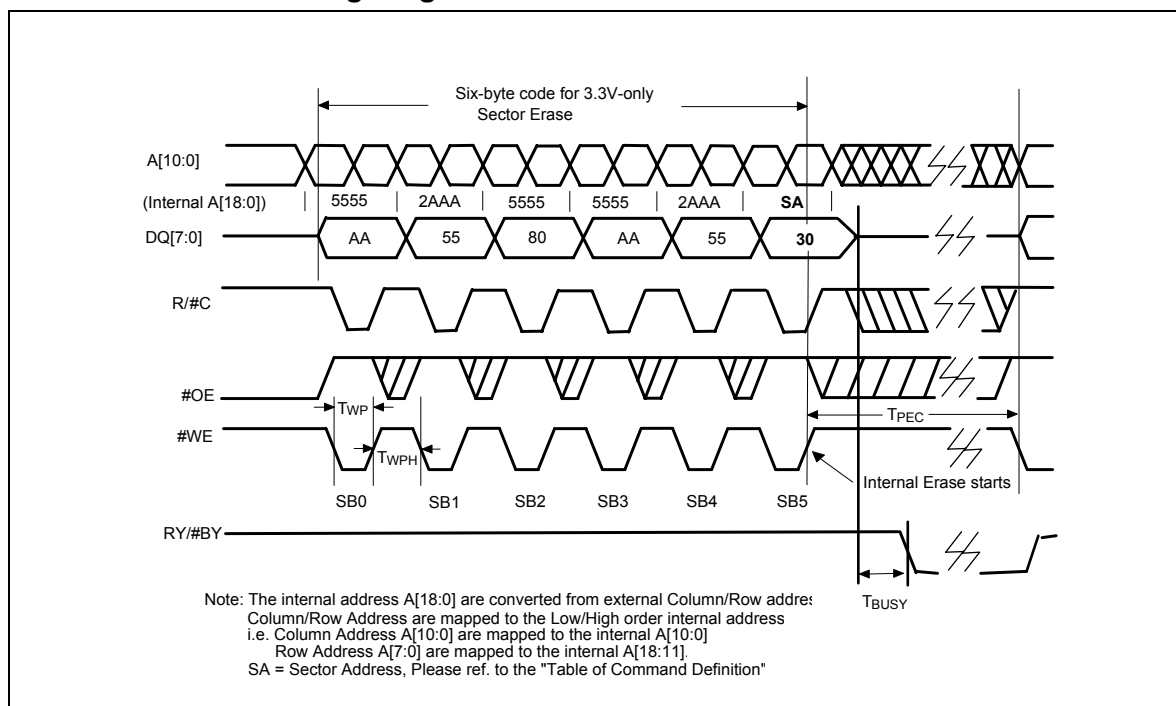 Six-byte code for 3.3V-only
Sector Erase
A[10:0]
(Internal A[18:0])
5555
2AAA
5555
5555
2AAA
SA
DQ[7:0]
AA
55
80
AA
55
30
R/#C
#OE
TWP
TPEC
#WE
TWPH
Internal Erase starts
SB0
SB1
SB2
SB3
SB4
SB5
RY/#BY
TBUSY
Note: The internal address A[18:0] are converted from external Column/Row
Column/Row Address are mapped to the Low/High order internal address
i.e. Column Address A[10:0] are mapped to the internal A[10:0]
Row Address A[7:0] are mapped to the internal A[18:11].
SA = Sector Address, Please ref. to the "Table of Command Definition"